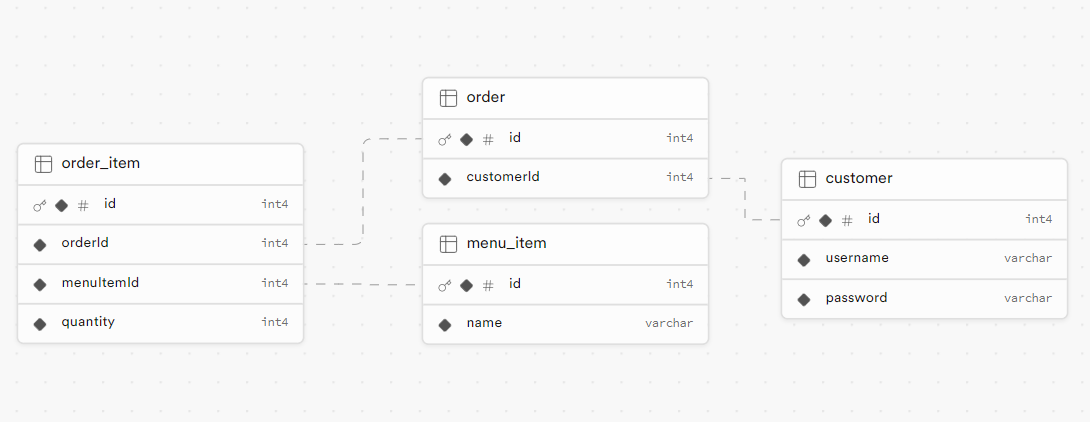 order_item
id int4
orderId int4
menuItemId int4
quantity int4
order
id int4
customerId int4
menu_item
id int4
name varchar
customer
id int4
username varchar
password varchar